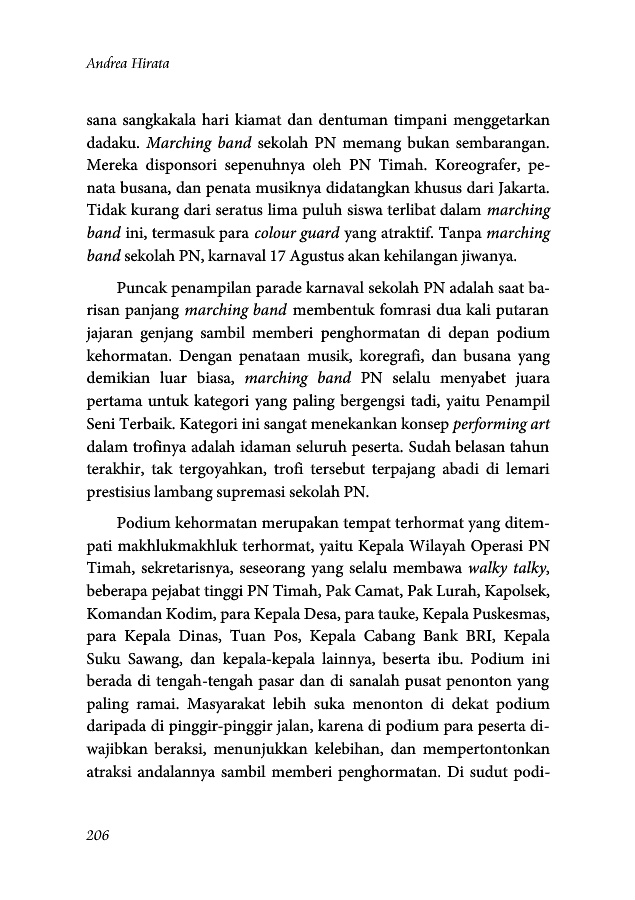 Andrea Hirata
sana sangkakala hari kiamat dan dentuman timpani menggetarkan
dadaku. Marching band sekolah PN memang bukan sembarangan.
Mereka disponsori sepenuhnya oleh PN Timah. Koreografer, pe-
nata busana, dan penata musiknya didatangkan khusus dari Jakarta.
Tidak kurang dari seratus lima puluh siswa terlibat dalam marching
band ini, termasuk para colour guard yang atraktif. Tanpa marching
band sekolah PN, karnaval 17 Agustus akan kehilangan jiwanya.
Puncak penampilan parade karnaval sekolah PN adalah saat ba-
risan panjang marching band membentuk fomrasi dua kali putaran
jajaran genjang sambil memberi penghormatan di depan podium
kehormatan. Dengan penataan musik, koregrafi, dan busana yang
demikian luar biasa, marching band PN selalu menyabet juara
pertama untuk kategori yang paling bergengsi tadi, yaitu Penampil
Seni Terbaik. Kategori ini sangat menekankan konsep performing art
dalam trofinya adalah idaman seluruh peserta. Sudah belasan tahun
terakhir, tak tergoyahkan, trofi tersebut terpajang abadi di lemari
prestisius lambang supremasi sekolah PN.
Podium kehormatan merupakan tempat terhormat yang ditem-
pati makhlukmakhluk terhormat, yaitu Kepala Wilayah Operasi PN
Timah, sekretarisnya, seseorang yang selalu membawa walky talky,
beberapa pejabat tinggi PN Timah, Pak Camat, Pak Lurah, Kapolsek,
Komandan Kodim, para Kepala Desa, para tauke, Kepala Puskesmas,
para Kepala Dinas, Tuan Pos, Kepala Cabang Bank BRI, Kepala
Suku Sawang, dan kepala-kepala lainnya, beserta ibu. Podium ini
berada di tengah-tengah pasar dan di sanalah pusat penonton yang
paling ramai. Masyarakat lebih suka menonton di dekat podium
daripada di pinggir-pinggir jalan, karena di podium para peserta di-
wajibkan beraksi, menunjukkan kelebihan, dan mempertontonkan
atraksi andalannya sambil memberi penghormatan. Di sudut podi-
206